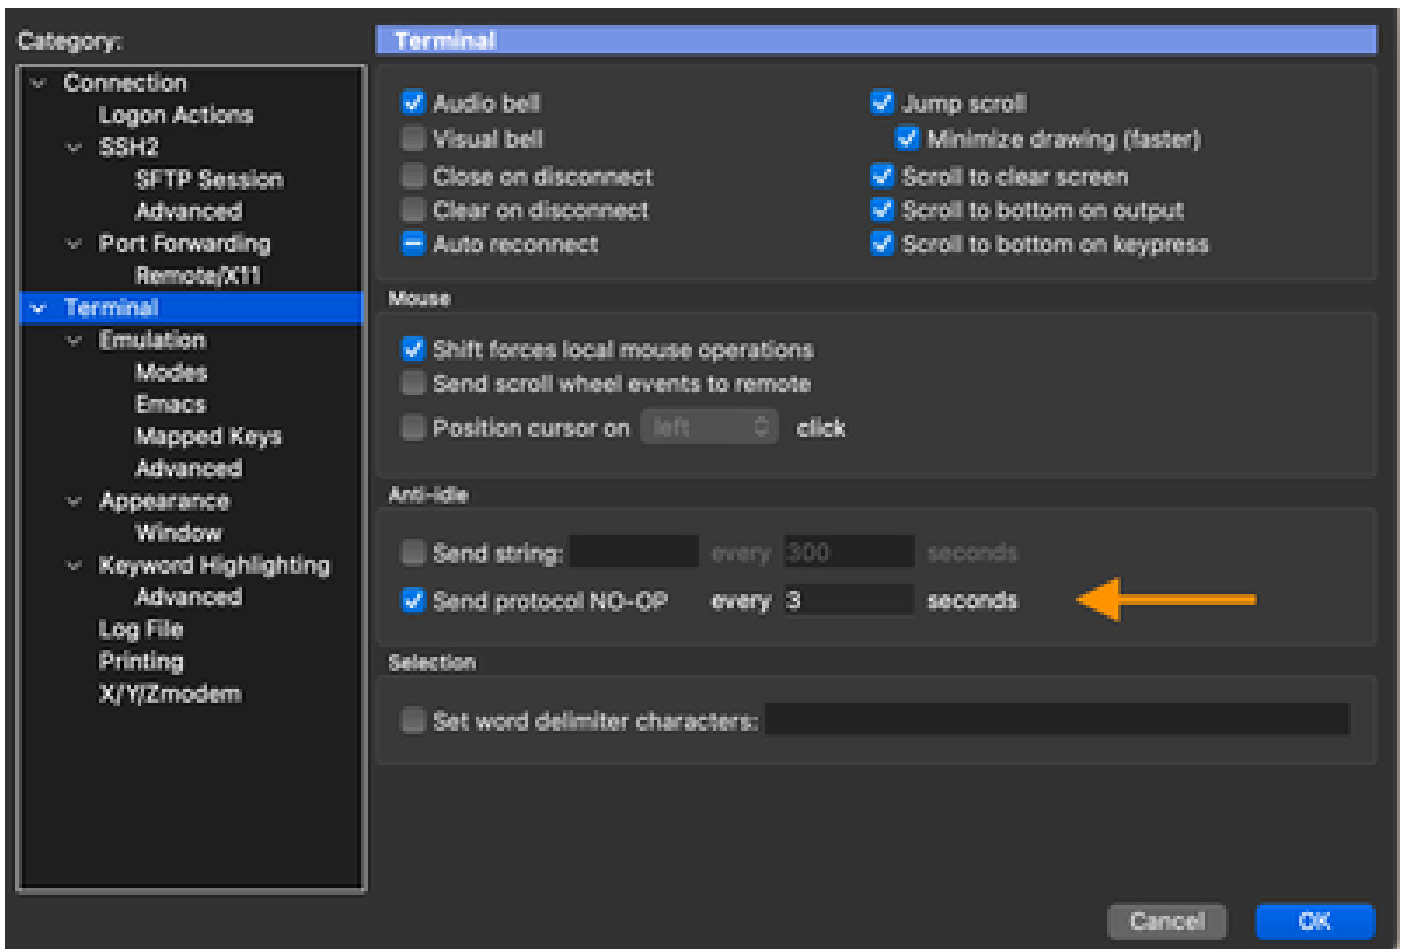 Category:
Connection
Logon Actions
SSH2
SFTP Session
Advanced
Port Forwarding
Remote/X11
Terminal
Emulation
Modes
Emacs
Mapped Keys
Advanced
Appearance
Window
Keyword Highlighting
Advanced
Log File
Printing
X/Y/Zmodem
Terminal
Audio bell
Visual bell
Close on disconnect
Clear on disconnect
Auto reconnect
Jump scroll
Minimize drawing (faster)
Scroll to clear screen
Scroll to bottom on output
Scroll to bottom on keypress
Mouse
Shift forces local mouse operations
Send scroll wheel events to remote
Position cursor on left click
Anti-idle
Send string: every 300 seconds
Send protocol NO-OP every 3 seconds
Selection
Set word delimiter characters:
Cancel OK